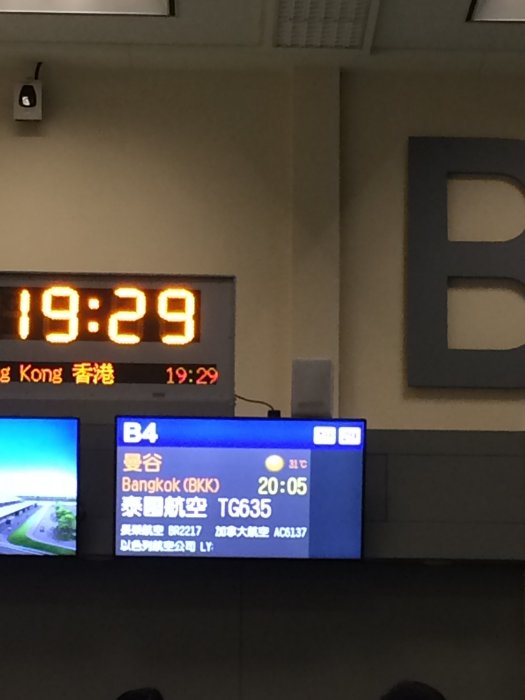 B
19:29
g Kong 香港 19:29
B4
曼谷 31℃
Bangkok(BKK) 20:05
泰國航空 TG635
長榮航空 BR2217 加拿大航空 AC6137
以色列航空公司 LY